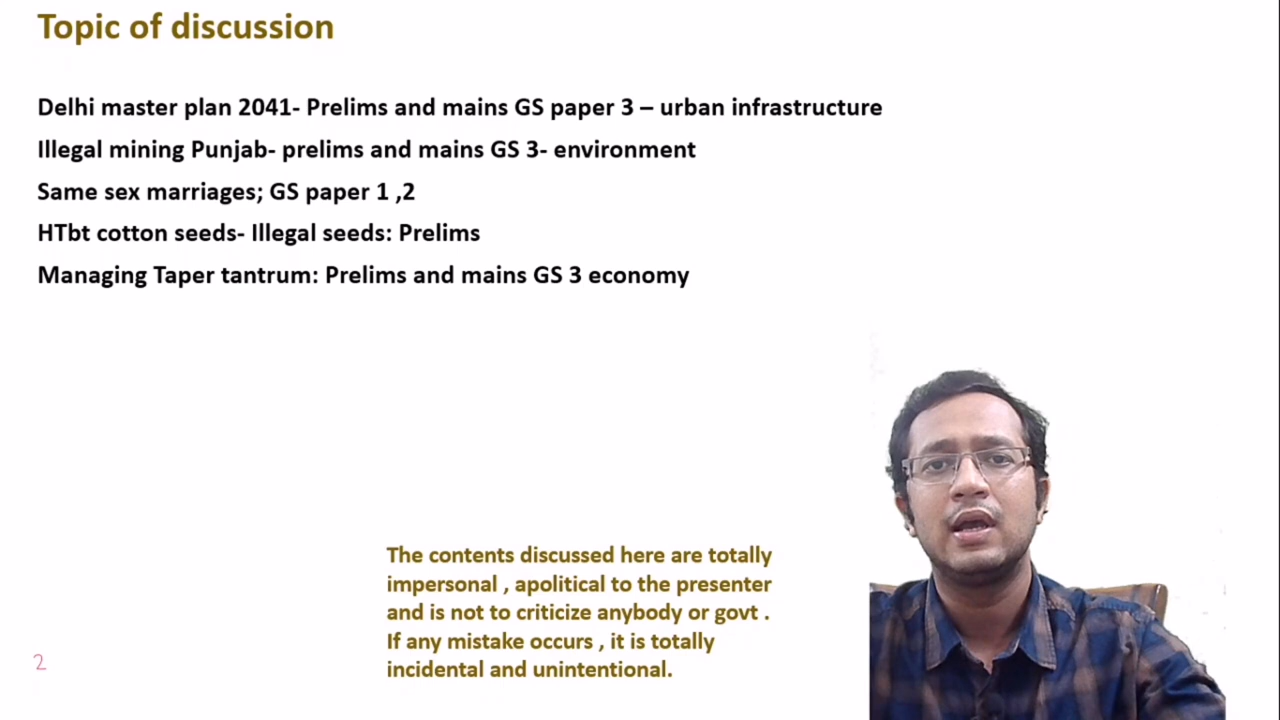 Topic of discussion
Delhi master plan 2041- Prelims and mains GS paper 3 – urban infrastructure
Illegal mining Punjab- prelims and mains GS 3- environment
Same sex marriages; GS paper 1 ,2
HTbt cotton seeds- Illegal seeds: Prelims
Managing Taper tantrum: Prelims and mains GS 3 economy
The contents discussed here are totally
impersonal , apolitical to the presenter
and is not to criticize anybody or govt .
If any mistake occurs , it is totally
incidental and unintentional.
2